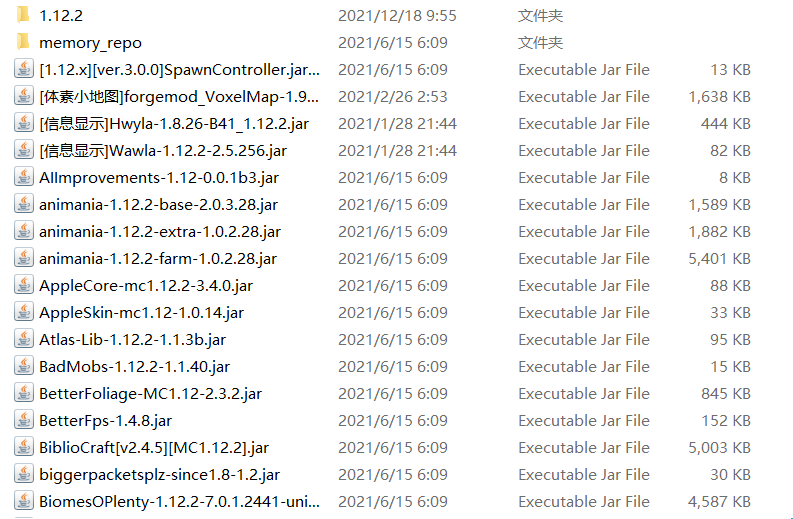 1.12.2 2021/12/18 9:55 文件夹
memory_repo 2021/6/15 6:09 文件夹
[1.12.x][ver.3.0.0]SpawnController.jar... 2021/6/15 6:09 Executable Jar File 13 KB
[体素小地图]forgemod_VoxelMap-1.9... 2021/2/26 2:53 Executable Jar File 1,638 KB
[信息显示]Hwyla-1.8.26-B41_1.12.2.jar 2021/1/28 21:44 Executable Jar File 444 KB
[信息显示]Wawla-1.12.2-2.5.256.jar 2021/1/28 21:44 Executable Jar File 82 KB
AIImprovements-1.12-0.0.1b3.jar 2021/6/15 6:09 Executable Jar File 8 KB
animania-1.12.2-base-2.0.3.28.jar 2021/6/15 6:09 Executable Jar File 1,589 KB
animania-1.12.2-extra-1.0.2.28.jar 2021/6/15 6:09 Executable Jar File 1,882 KB
animania-1.12.2-farm-1.0.2.28.jar 2021/6/15 6:09 Executable Jar File 5,401 KB
AppleCore-mc1.12.2-3.4.0.jar 2021/6/15 6:09 Executable Jar File 88 KB
AppleSkin-mc1.12-1.0.14.jar 2021/6/15 6:09 Executable Jar File 33 KB
Atlas-Lib-1.12.2-1.1.3b.jar 2021/6/15 6:09 Executable Jar File 95 KB
BadMobs-1.12.2-1.1.40.jar 2021/6/15 6:09 Executable Jar File 15 KB
BetterFoliage-MC1.12-2.3.2.jar 2021/6/15 6:09 Executable Jar File 845 KB
BetterFps-1.4.8.jar 2021/6/15 6:09 Executable Jar File 152 KB
BiblioCraft[v2.4.5][MC1.12.2].jar 2021/6/15 6:09 Executable Jar File 5,003 KB
biggerpacketsplz-since1.8-1.2.jar 2021/6/15 6:09 Executable Jar File 30 KB
BiomesOPlenty-1.12.2-7.0.1.2441-uni... 2021/6/15 6:09 Executable Jar File 4,587 KB